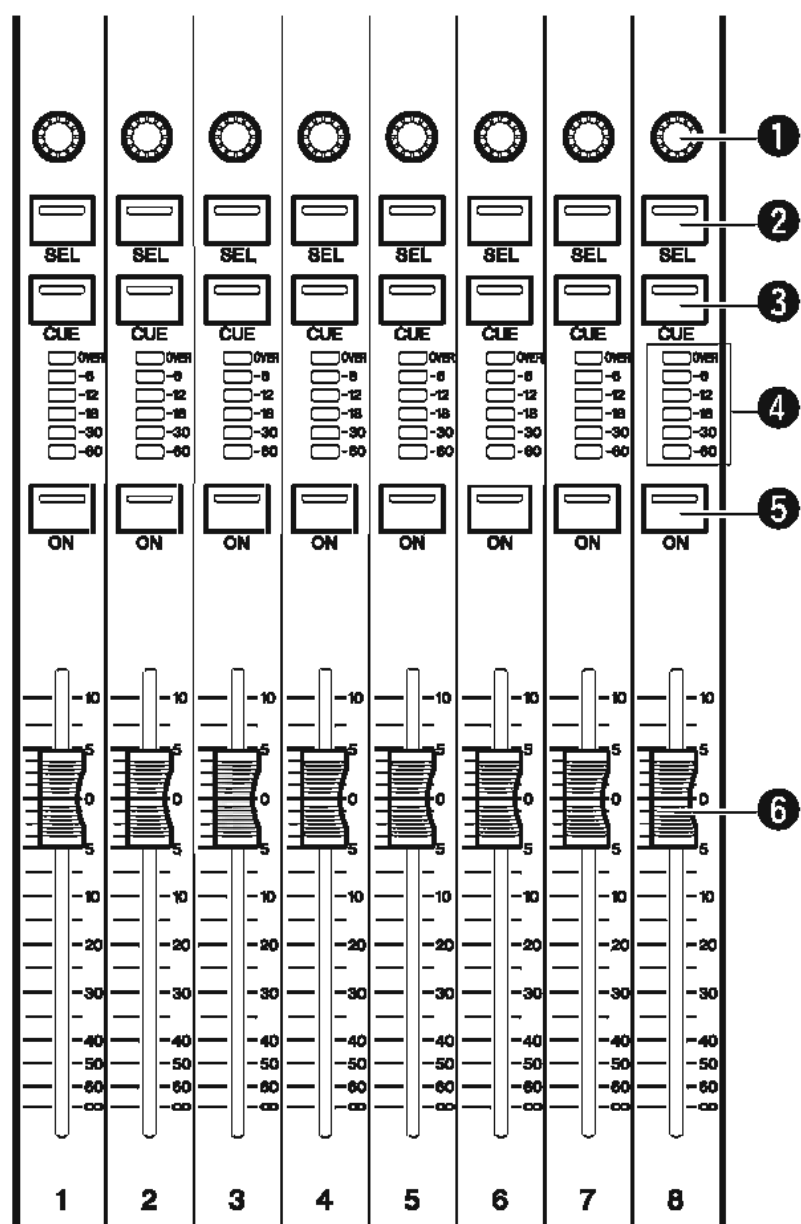 ❶
SEL SEL SEL SEL SEL SEL SEL SEL ❷
CUE CUE CUE CUE CUE CUE CUE CUE ❸
OVER OVER OVER OVER OVER OVER OVER OVER
-6 -6 -6 -6 -6 -6 -6 -6
-12 -12 -12 -12 -12 -12 -12 -12 ❹
-18 -18 -18 -18 -18 -18 -18 -18
-30 -30 -30 -30 -30 -30 -30 -30
-60 -60 -60 -60 -60 -60 -60 -60
ON ON ON ON ON ON ON ON ❺
10 10 10 10 10 10 10 10
5 5 5 5 5 5 5 5
0 0 0 0 0 0 0 0 ❻
5 5 5 5 5 5 5 5
10 10 10 10 10 10 10 10
20 20 20 20 20 20 20 20
30 30 30 30 30 30 30 30
40 40 40 40 40 40 40 40
50 50 50 50 50 50 50 50
60 60 60 60 60 60 60 60
∞ ∞ ∞ ∞ ∞ ∞ ∞ ∞
1 2 3 4 5 6 7 8